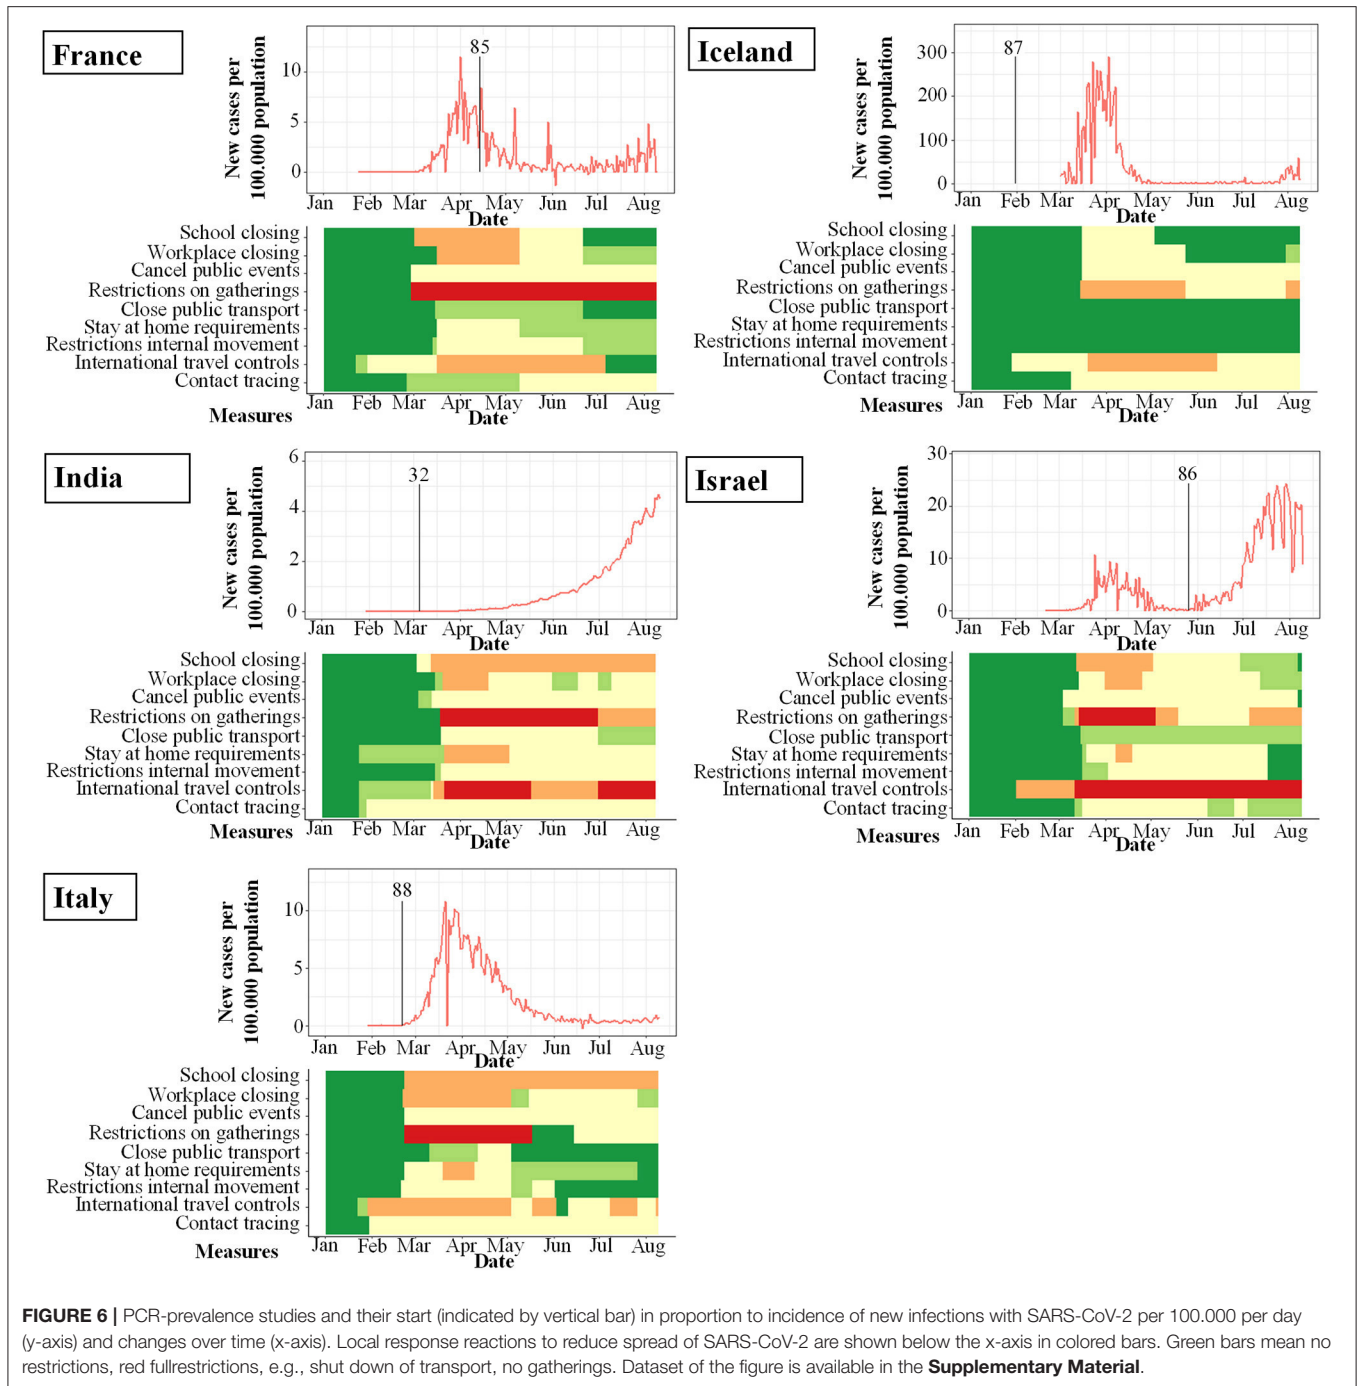 France
New cases per
100.000 population
10
5
0
85
Jan Feb Mar Apr May Jun Jul Aug
Date
School closing
Workplace closing
Cancel public events
Restrictions on gatherings
Close public transport
Stay at home requirements
Restrictions internal movement
International travel controls
Contact tracing
Jan Feb Mar Apr May Jun Jul Aug
Measures
Date
Iceland
New cases per
100.000 population
300
200
100
0
87
Jan Feb Mar Apr May Jun Jul Aug
Date
School closing
Workplace closing
Cancel public events
Restrictions on gatherings
Close public transport
Stay at home requirements
Restrictions internal movement
International travel controls
Contact tracing
Jan Feb Mar Apr May Jun Jul Aug
Measures
Date
India
New cases per
100.000 population
6
4
2
0
32
Jan Feb Mar Apr May Jun Jul Aug
Date
School closing
Workplace closing
Cancel public events
Restrictions on gatherings
Close public transport
Stay at home requirements
Restrictions internal movement
International travel controls
Contact tracing
Jan Feb Mar Apr May Jun Jul Aug
Measures
Date
Israel
New cases per
100.000 population
30
20
10
0
86
Jan Feb Mar Apr May Jun Jul Aug
Date
School closing
Workplace closing
Cancel public events
Restrictions on gatherings
Close public transport
Stay at home requirements
Restrictions internal movement
International travel controls
Contact tracing
Jan Feb Mar Apr May Jun Jul Aug
Measures
Date
Italy
New cases per
100.000 population
10
5
0
88
Jan Feb Mar Apr May Jun Jul Aug
Date
School closing
Workplace closing
Cancel public events
Restrictions on gatherings
Close public transport
Stay at home requirements
Restrictions internal movement
International travel controls
Contact tracing
Jan Feb Mar Apr May Jun Jul Aug
Measures
Date
FIGURE 6 | PCR-prevalence studies and their start (indicated by vertical bar) in proportion to incidence of new infections with SARS-CoV-2 per 100.000 per day
(y-axis) and changes over time (x-axis). Local response reactions to reduce spread of SARS-CoV-2 are shown below the x-axis in colored bars. Green bars mean no
restrictions, red fullrestrictions, e.g., shut down of transport, no gatherings. Dataset of the figure is available in the Supplementary Material.